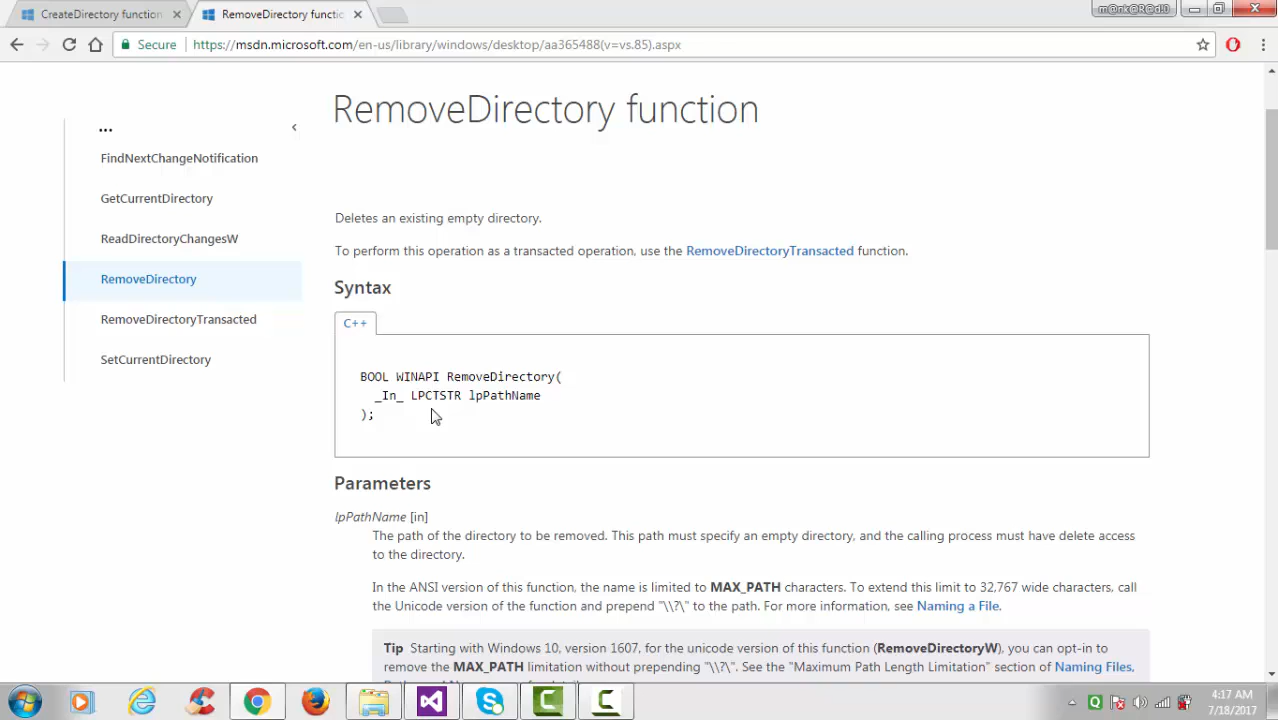 CreateDirectory function
RemoveDirectory functio
m@nk@R@dJ0
Secure
https://msdn.microsoft.com/en-us/library/windows/desktop/aa365488(v=vs.85).aspx
RemoveDirectory function
...
FindNextChangeNotification
GetCurrentDirectory
ReadDirectoryChangesW
RemoveDirectory
RemoveDirectoryTransacted
SetCurrentDirectory
Deletes an existing empty directory.
To perform this operation as a transacted operation, use the RemoveDirectoryTransacted function.
Syntax
C++
BOOL WINAPI RemoveDirectory(
_In_ LPCTSTR lpPathName
);
Parameters
lpPathName [in]
The path of the directory to be removed. This path must specify an empty directory, and the calling process must have delete access
to the directory.
In the ANSI version of this function, the name is limited to MAX_PATH characters. To extend this limit to 32,767 wide characters, call
the Unicode version of the function and prepend "\\?\" to the path. For more information, see Naming a File.
Tip Starting with Windows 10, version 1607, for the unicode version of this function (RemoveDirectoryW), you can opt-in to
remove the MAX_PATH limitation without prepending "\\?\". See the "Maximum Path Length Limitation" section of Naming Files,
4:17 AM
7/18/2017